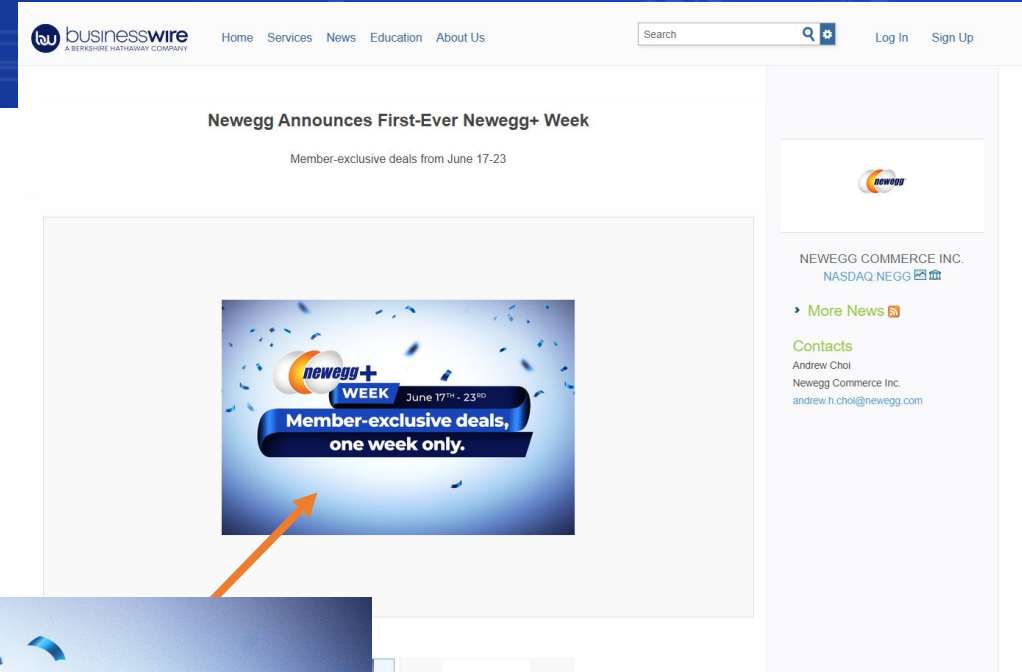 businesswire
A BERKSHIRE HATHAWAY COMPANY
Home Services News Education About Us
Search
Log In Sign Up
Newegg Announces First-Ever Newegg+ Week
Member-exclusive deals from June 17-23
newegg+
WEEK June 17TH - 23RD
Member-exclusive deals,
one week only.
newegg
NEWEGG COMMERCE INC.
NASDAQ:NEGG
More News
Contacts
Andrew Choi
Newegg Commerce Inc.
andrew.h.choi@newegg.com